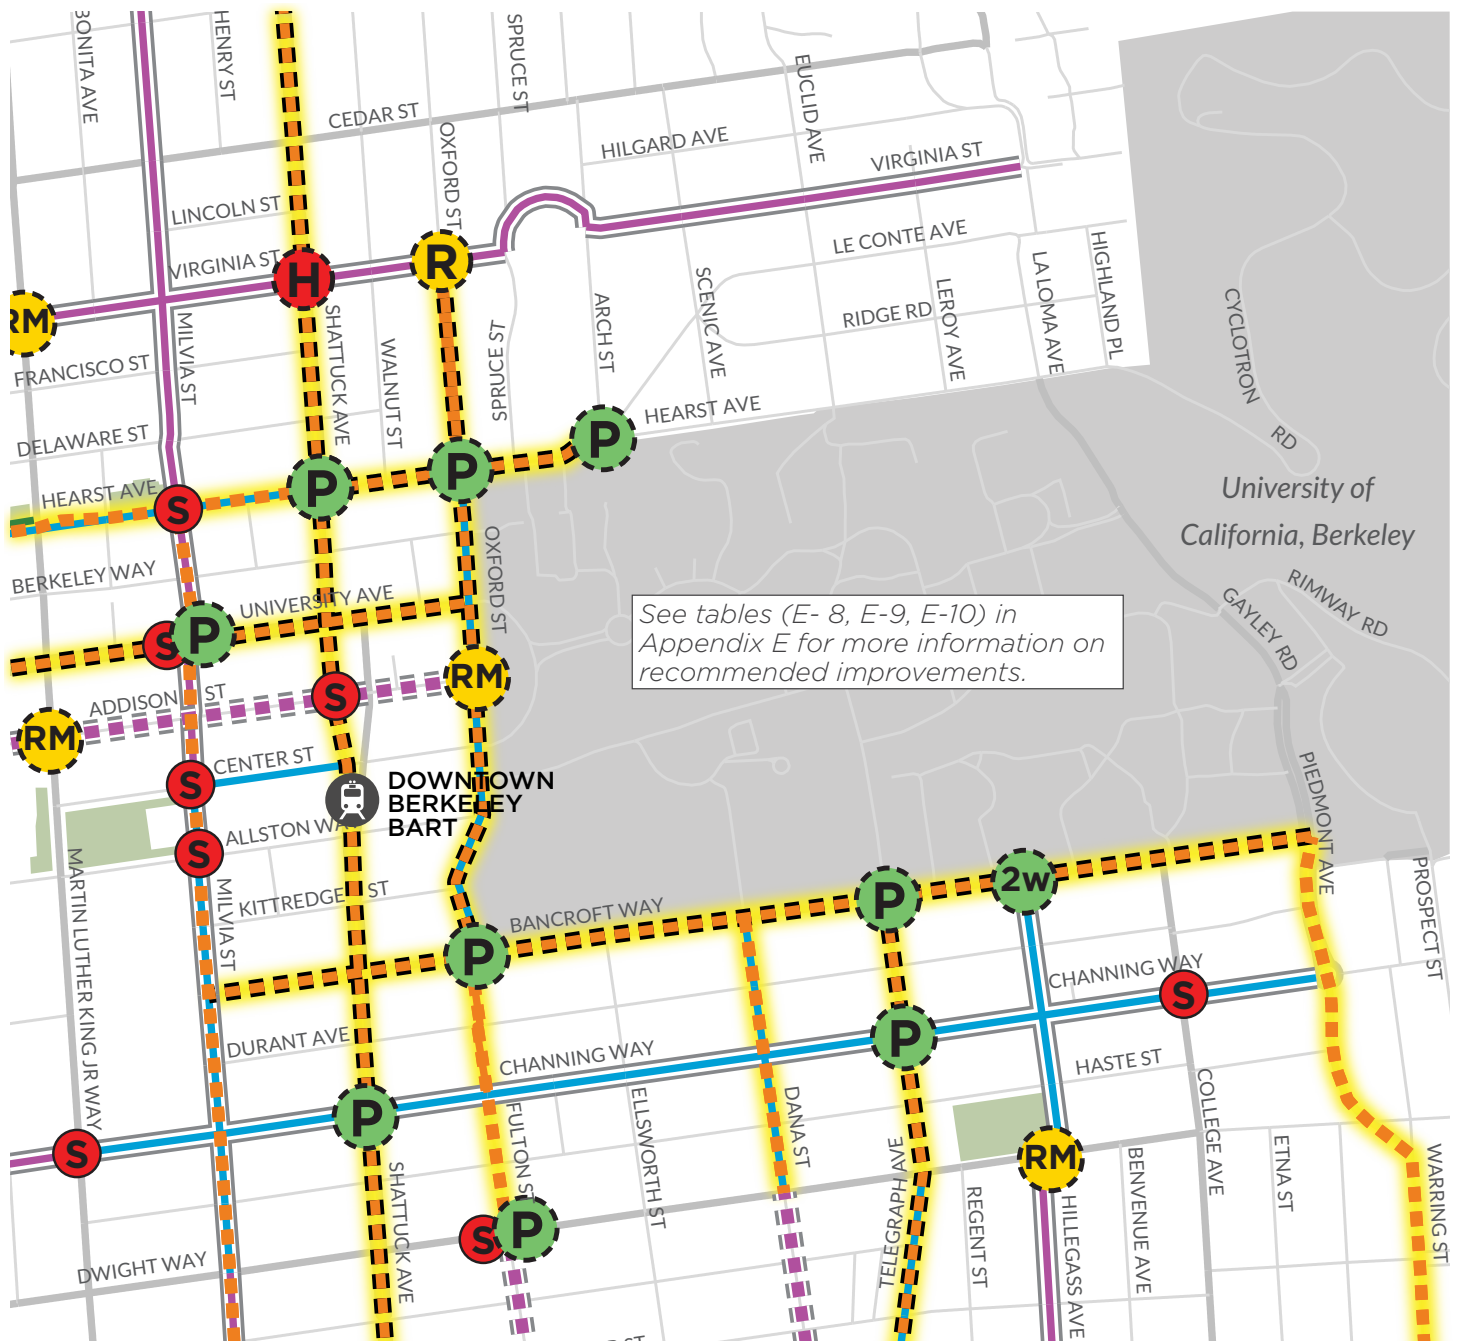 BONITA AVE
HENRY ST
SPRUCE ST
EUCLID AVE
CEDAR ST
OXFORD ST
HILGARD AVE
VIRGINIA ST
LINCOLN ST
VIRGINIA ST
H
R
LE CONTE AVE
RM
MILVIA ST
SHATTUCK AVE
WALNUT ST
SPRUCE ST
ARCH ST
SCENIC AVE
RIDGE RD
LEROY AVE
LA LOMA AVE
HIGHLAND PL
CYCLOTRON
RD
FRANCISCO ST
DELAWARE ST
HEARST AVE
P
HEARST AVE
S
P
P
University of
California, Berkeley
BERKELEY WAY
UNIVERSITY AVE
OXFORD ST
S
P
See tables (E- 8, E-9, E-10) in
Appendix E for more information on
recommended improvements.
GAYLEY RD
RIMWAY RD
ADDISON ST
S
RM
RM
CENTER ST
S
DOWNTOWN
BERKELEY
BART
PIEDMONT AVE
ALLSTON WAY
S
MARTIN LUTHER KING JR WAY
MILVIA ST
KITTREDGE ST
BANCROFT WAY
P
2W
P
PROSPECT ST
CHANNING WAY
S
DURANT AVE
CHANNING WAY
P
HASTE ST
P
S
FULTON ST
ELLSWORTH ST
DANA ST
TELEGRAPH AVE
RM
COLLEGE AVE
SHATTUCK AVE
S
P
REGENT ST
HILLEGASS AVE
BENVENUE AVE
ETNA ST
WARRING ST
DWIGHT WAY